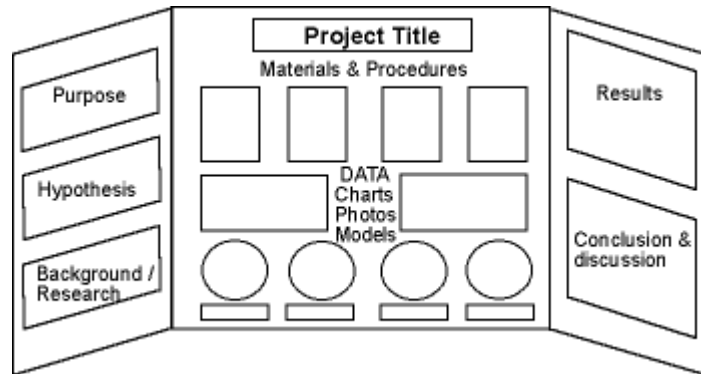 Project Title
Materials & Procedures
Purpose
Hypothesis
Background /
Research
DATA
Charts
Photos
Models
Results
Conclusion &
discussion